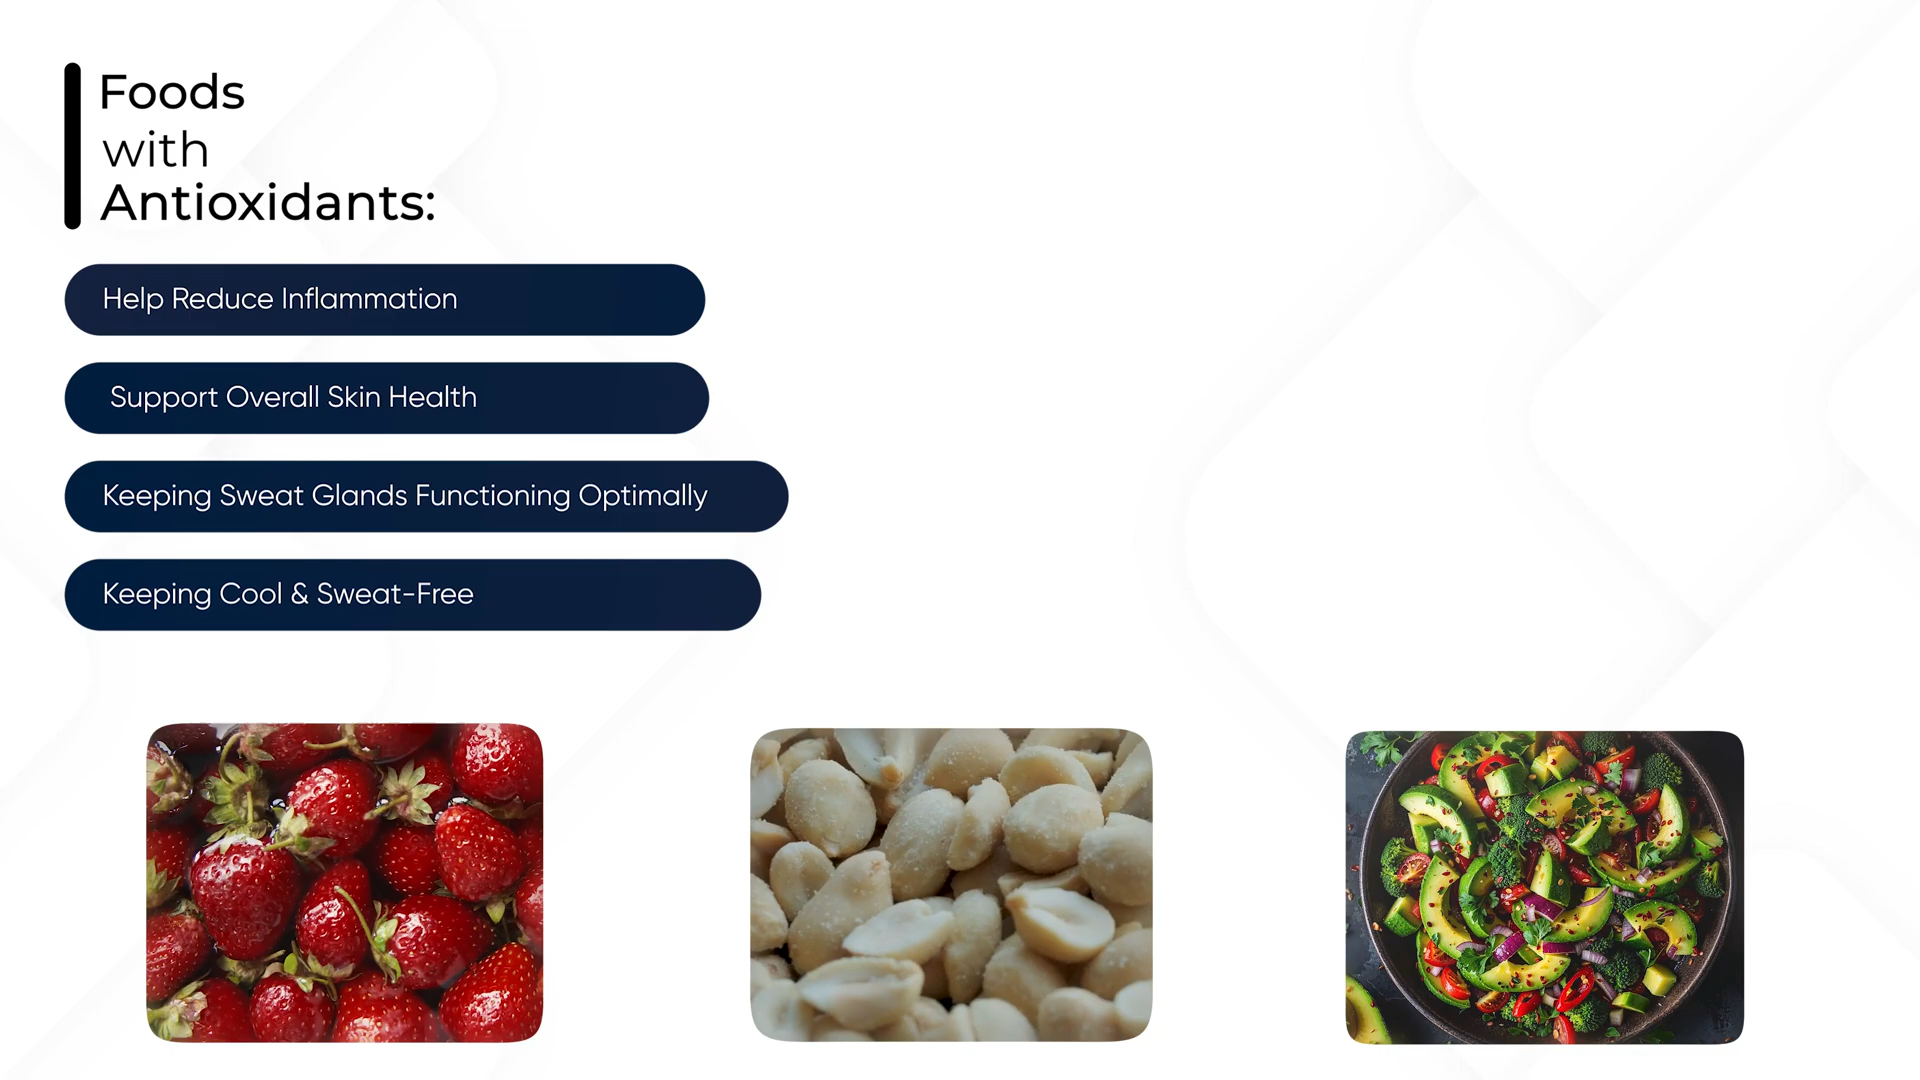 Foods
with
Antioxidants:
Help Reduce Inflammation
Support Overall Skin Health
Keeping Sweat Glands Functioning Optimally
Keeping Cool & Sweat-Free